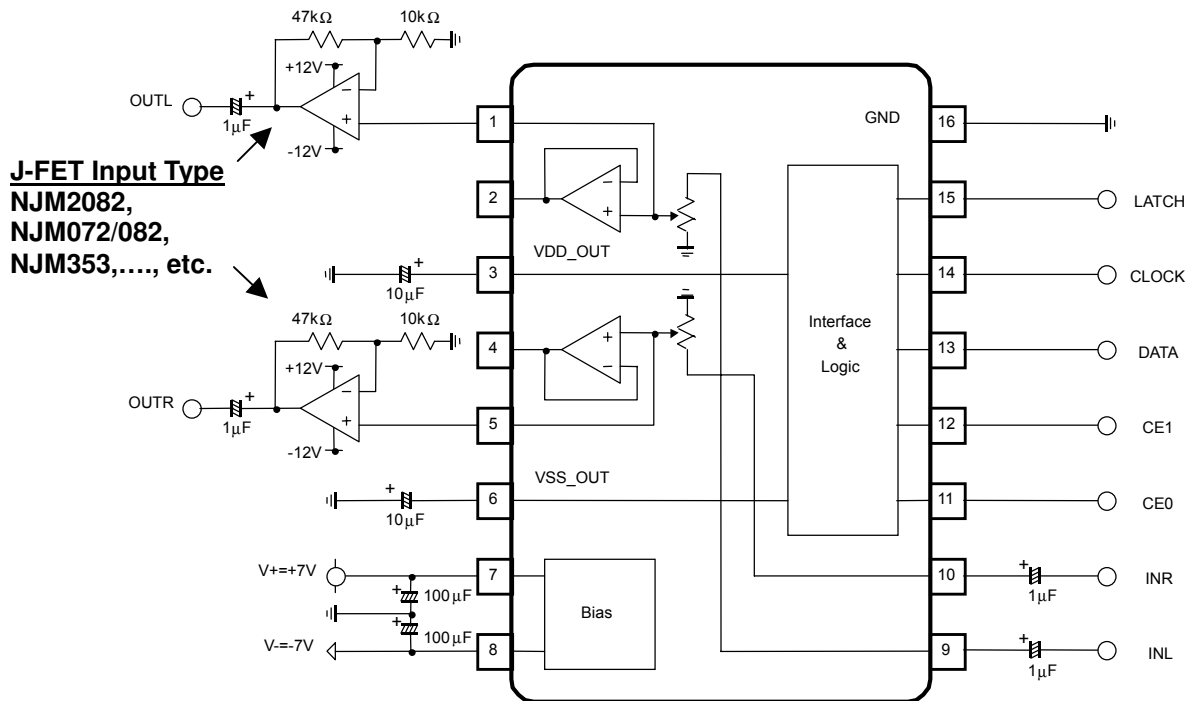 47kΩ
10kΩ
+12V
OUTL
+
−
+
1μF
-12V
J-FET Input Type
NJM2082,
NJM072/082,
NJM353,...., etc.
+
10μF
47kΩ
10kΩ
+12V
OUTR
+
−
+
1μF
-12V
+
10μF
V+=+7V
+
100μF
+
100μF
V-=-7V
1
2
3
4
5
6
7
8
−
+
VDD_OUT
+
−
VSS_OUT
Bias
GND
Interface
&
Logic
16
15
LATCH
14
CLOCK
13
DATA
12
CE1
11
CE0
10
+
1μF
INR
9
+
1μF
INL